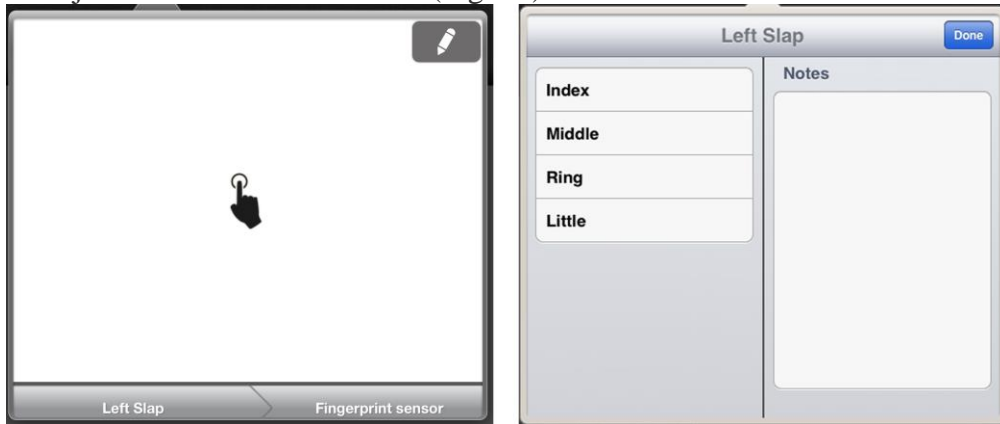 Left Slap
Fingerprint sensor
Left Slap
Done
Index
Middle
Ring
Little
Notes